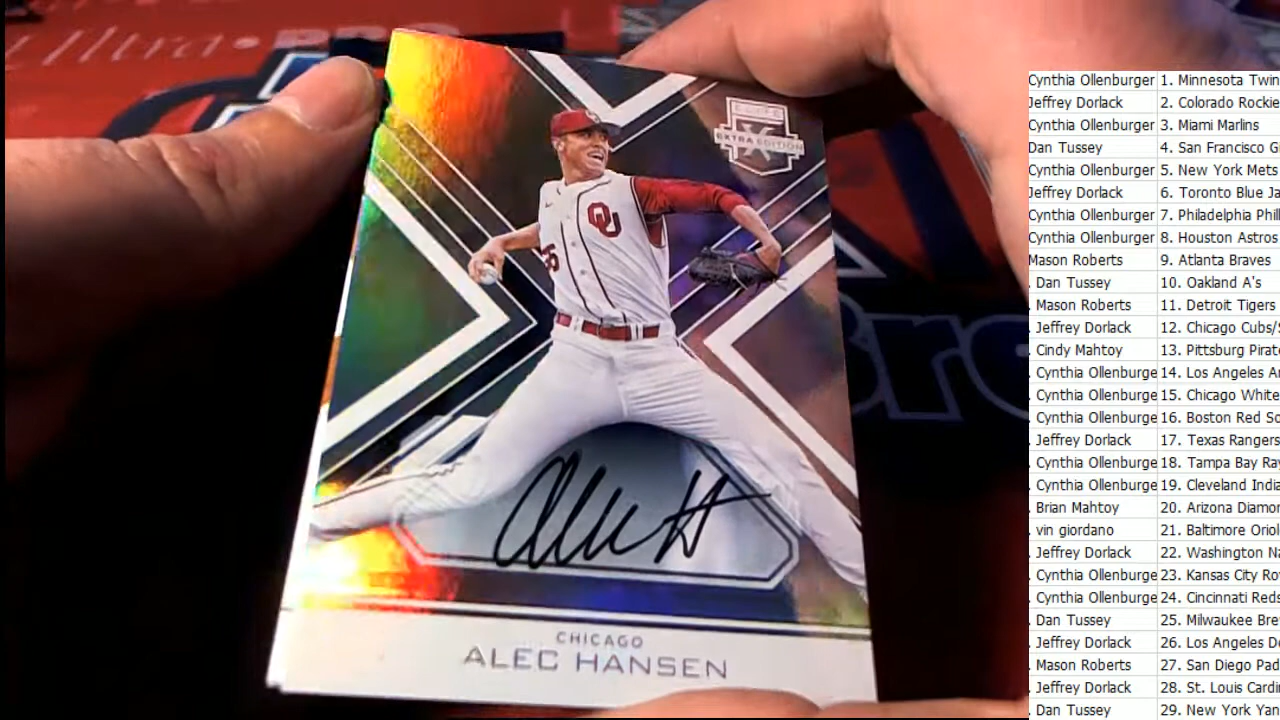 Ultra PRO
ELITE
EXTRA EDITION
X
OU
Alec H
CHICAGO
ALEC HANSEN
Pro
Cynthia Ollenburger 1. Minnesota Twin
Jeffrey Dorlack 2. Colorado Rockie
Cynthia Ollenburger 3. Miami Marlins
Dan Tussey 4. San Francisco G
Cynthia Ollenburger 5. New York Mets
Jeffrey Dorlack 6. Toronto Blue Ja
Cynthia Ollenburger 7. Philadelphia Phil
Cynthia Ollenburger 8. Houston Astros
Mason Roberts 9. Atlanta Braves
. Dan Tussey 10. Oakland A's
. Mason Roberts 11. Detroit Tigers
. Jeffrey Dorlack 12. Chicago Cubs/
. Cindy Mahtoy 13. Pittsburg Pirat
. Cynthia Ollenburge 14. Los Angeles A
. Cynthia Ollenburge 15. Chicago White
. Cynthia Ollenburge 16. Boston Red So
. Jeffrey Dorlack 17. Texas Rangers
. Cynthia Ollenburge 18. Tampa Bay Ray
. Cynthia Ollenburge 19. Cleveland India
. Brian Mahtoy 20. Arizona Diamor
. vin giordano 21. Baltimore Oriol
. Jeffrey Dorlack 22. Washington Na
. Cynthia Ollenburge 23. Kansas City Ro
. Cynthia Ollenburge 24. Cincinnati Reds
. Dan Tussey 25. Milwaukee Bre
. Jeffrey Dorlack 26. Los Angeles D
. Mason Roberts 27. San Diego Pad
. Jeffrey Dorlack 28. St. Louis Cardi
. Dan Tussey 29. New York Yan